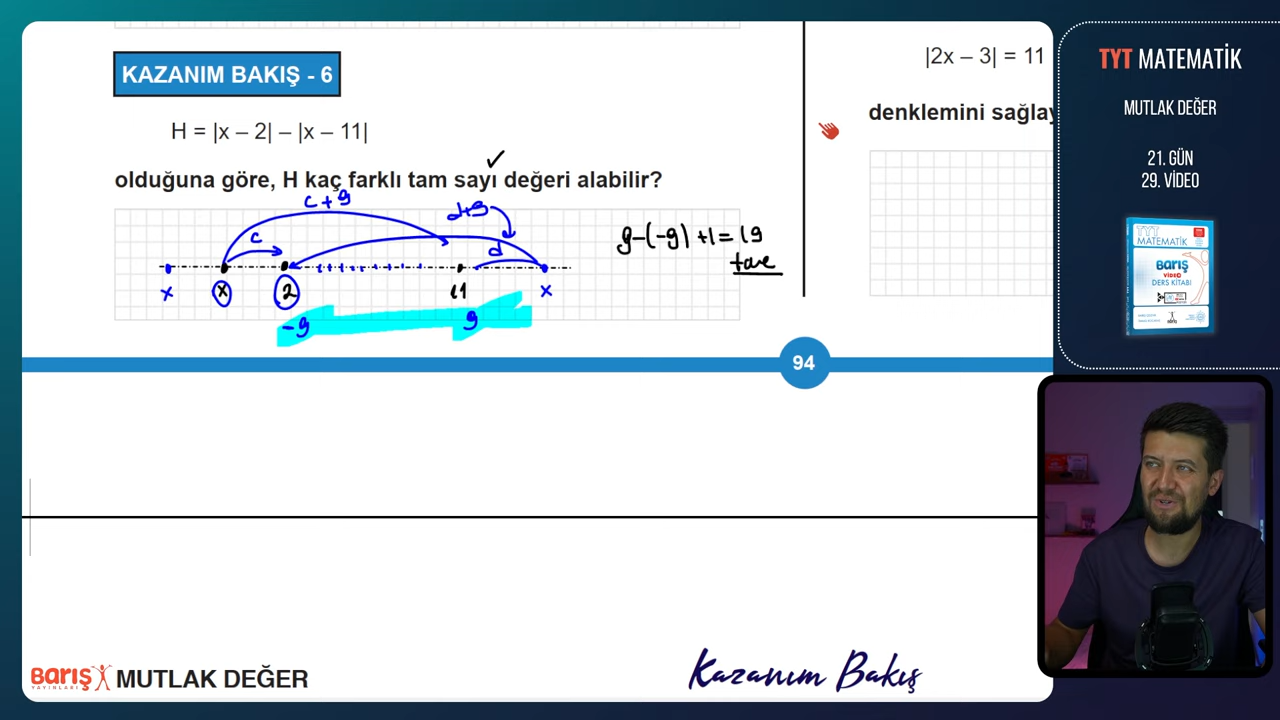 KAZANIM BAKIŞ - 6
H = |x – 2| – |x – 11|
olduğuna göre, H kaç farklı tam sayı değeri alabilir?
c+9
d+9
c
d
x
x
2
11
x
-9
9
9-(-9)+1=19
tane
94
|2x – 3| = 11
denklemini sağlay
BARIŞ
YAYINLARI
MUTLAK DEĞER
Kazanım Bakış
TYT MATEMATİK
MUTLAK DEĞER
21. GÜN
29. VİDEO
TYT
MATEMATİK
BARIŞ
VİDEO
DERS KİTABI